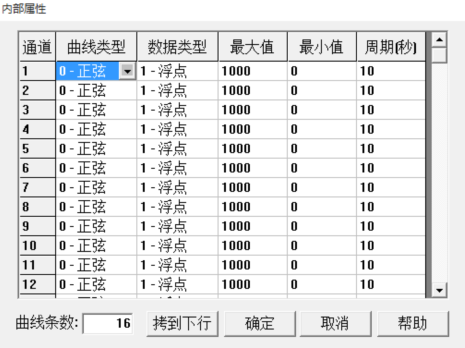 内部属性
通道 曲线类型 数据类型 最大值 最小值 周期(秒)
1 0 - 正弦 1 - 浮点 1000 0 10
2 0 - 正弦 1 - 浮点 1000 0 10
3 0 - 正弦 1 - 浮点 1000 0 10
4 0 - 正弦 1 - 浮点 1000 0 10
5 0 - 正弦 1 - 浮点 1000 0 10
6 0 - 正弦 1 - 浮点 1000 0 10
7 0 - 正弦 1 - 浮点 1000 0 10
8 0 - 正弦 1 - 浮点 1000 0 10
9 0 - 正弦 1 - 浮点 1000 0 10
10 0 - 正弦 1 - 浮点 1000 0 10
11 0 - 正弦 1 - 浮点 1000 0 10
12 0 - 正弦 1 - 浮点 1000 0 10
曲线条数: 16 拷到下行 确定 取消 帮助